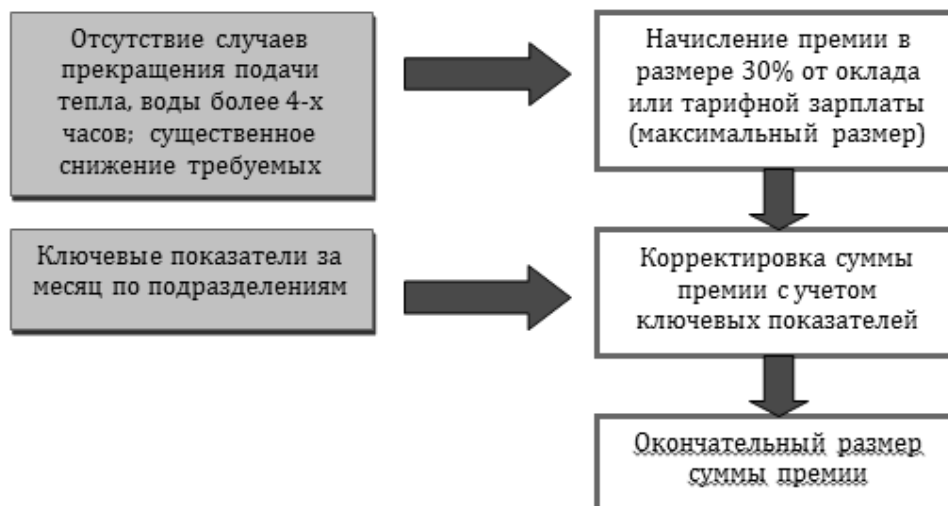 Отсутствие случаев
прекращения подачи
тепла, воды более 4-х
часов; существенное
снижение требуемых
Начисление премии в
размере 30% от оклада
или тарифной зарплаты
(максимальный размер)
Ключевые показатели за
месяц по подразделениям
Корректировка суммы
премии с учетом
ключевых показателей
Окончательный размер
суммы премии